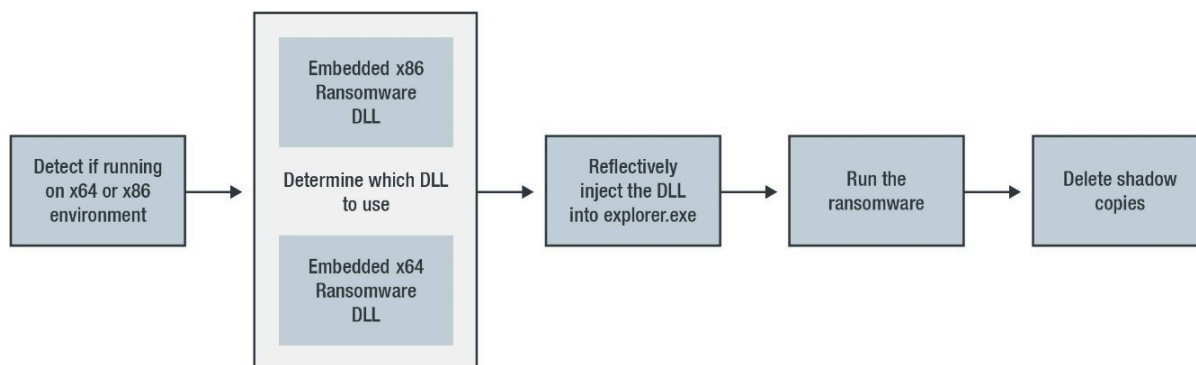 Detect if running
on x64 or x86
environment
Embedded x86
Ransomware
DLL
Determine which DLL
to use
Embedded x64
Ransomware
DLL
Reflectively
inject the DLL
into explorer.exe
Run the
ransomware
Delete shadow
copies